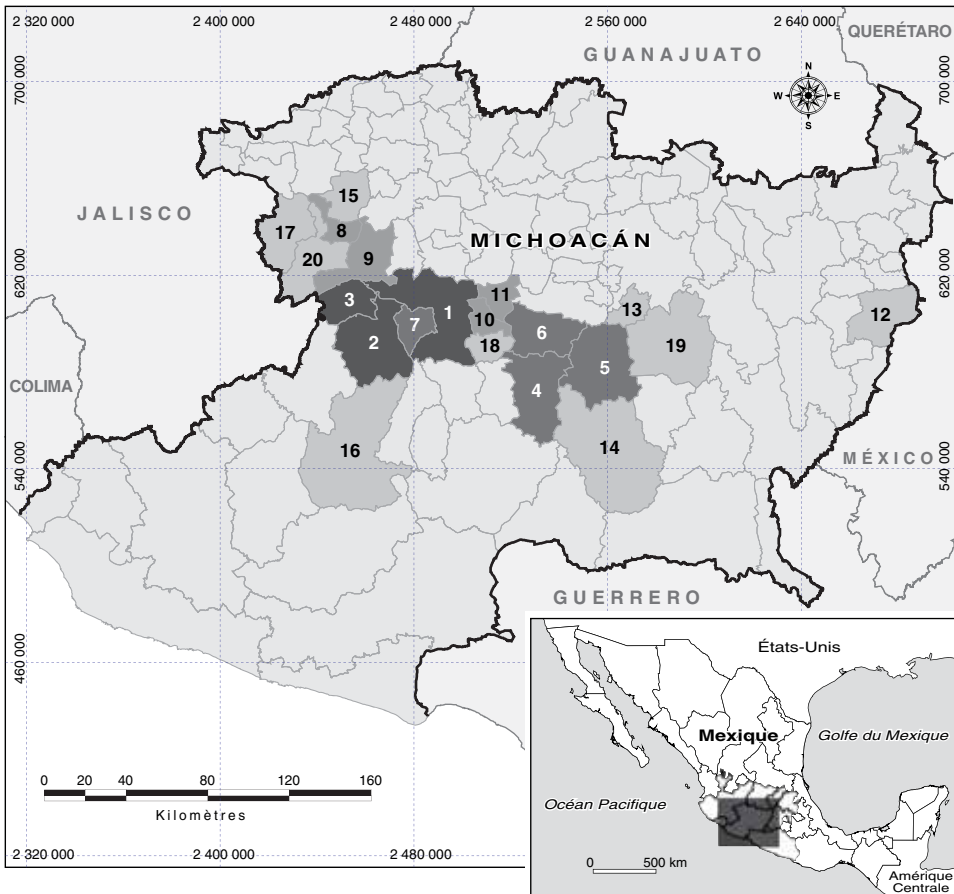 2 320 000
2 400 000
2 480 000
2 560 000
2 640 000
GUANAJUATO
QUERÉTARO
700 000
700 000
N
W
E
S
JALISCO
MICHOACÁN
15
17
8
20
9
620 000
620 000
3
1
11
10
7
2
18
6
13
12
19
5
4
COLIMA
16
14
540 000
540 000
MÉXICO
GUERRERO
460 000
États-Unis
Mexique
Golfe du Mexique
Océan Pacifique
0 500 km
Amérique
Centrale
0 20 40 80 120 160
Kilomètres
2 320 000
2 400 000
2 480 000